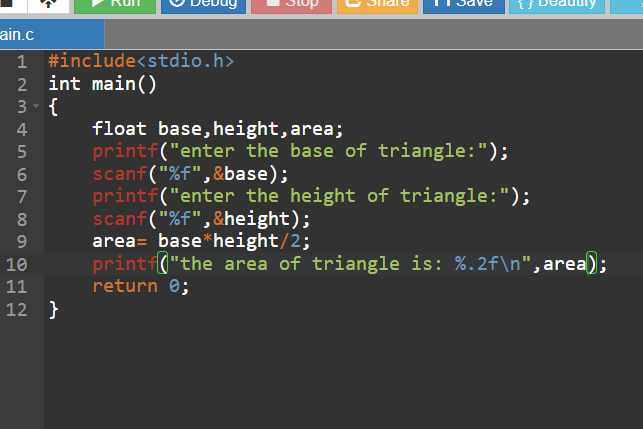 Run Debug Stop Share Save { } Beautify
ain.c
1 #include<stdio.h>
2 int main()
3 {
4 float base,height,area;
5 printf("enter the base of triangle:");
6 scanf("%f",&base);
7 printf("enter the height of triangle:");
8 scanf("%f",&height);
9 area= base*height/2;
10 printf("the area of triangle is: %.2f\n",area);
11 return 0;
12 }